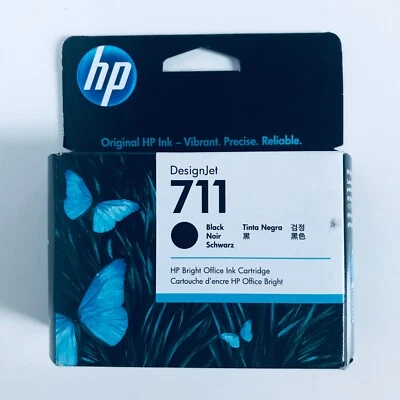 hp
Original HP Ink – Vibrant. Precise. Reliable.
DesignJet
711
Black Tinta Negra 검정
Noir 黒 黑色
Schwarz
HP Bright Office Ink Cartridge
Cartouche d'encre HP Office Bright